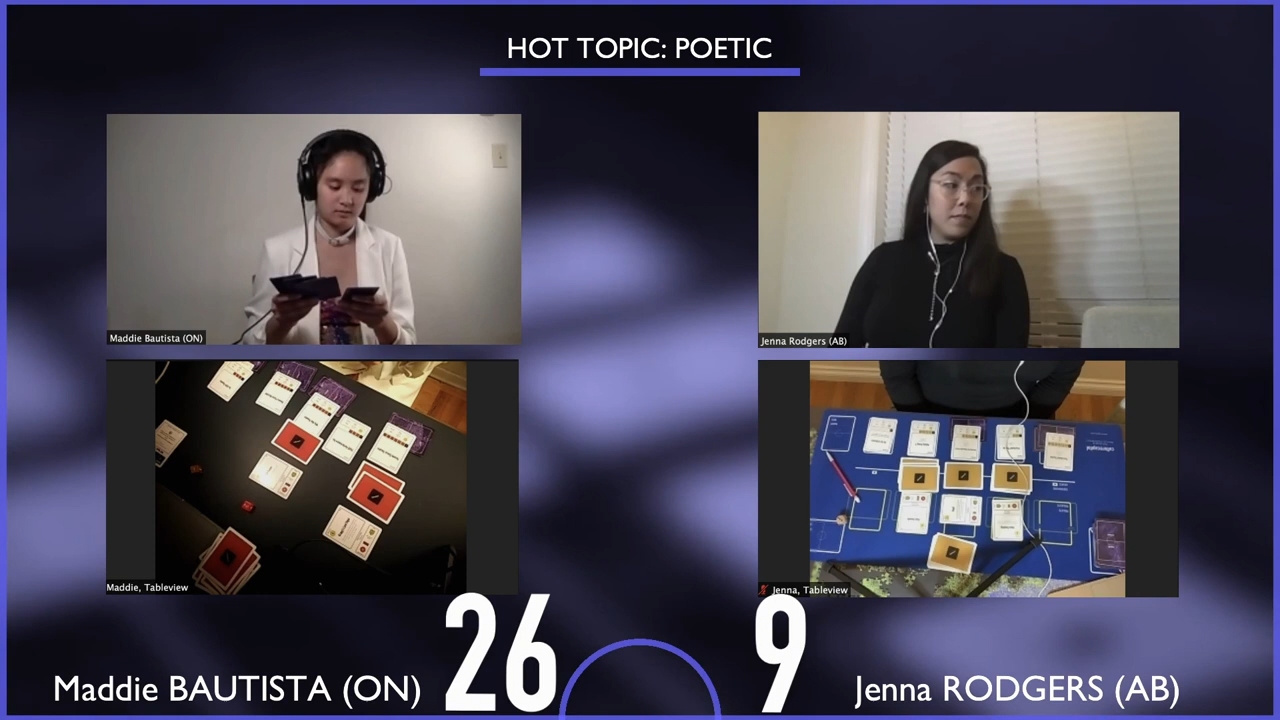 HOT TOPIC: POETIC
Maddie Bautista (ON)
Jenna Rodgers (AB)
Maddie, Tableview
Jenna, Tableview
26
9
Maddie BAUTISTA (ON)
Jenna RODGERS (AB)